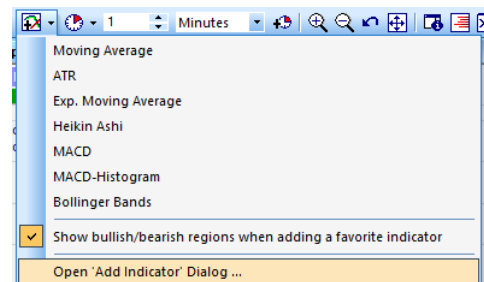 1 Minutes
Moving Average
ATR
Exp. Moving Average
Heikin Ashi
MACD
MACD-Histogram
Bollinger Bands
Show bullish/bearish regions when adding a favorite indicator
Open 'Add Indicator' Dialog ...